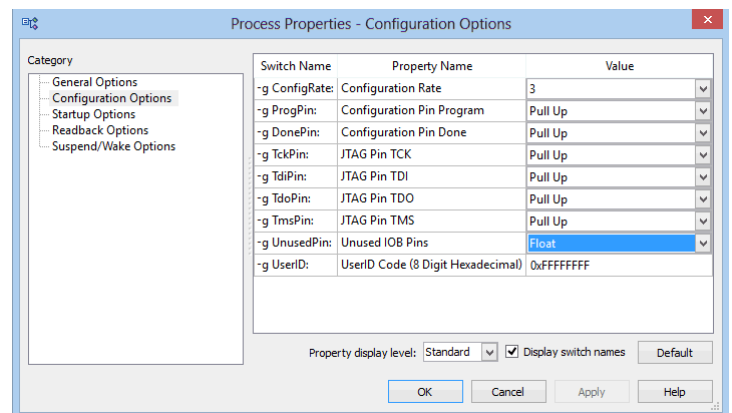 Process Properties - Configuration Options
Category
General Options
Configuration Options
Startup Options
Readback Options
Suspend/Wake Options
Switch Name Property Name Value
-g ConfigRate: Configuration Rate 3
-g ProgPin: Configuration Pin Program Pull Up
-g DonePin: Configuration Pin Done Pull Up
-g TckPin: JTAG Pin TCK Pull Up
-g TdiPin: JTAG Pin TDI Pull Up
-g TdoPin: JTAG Pin TDO Pull Up
-g TmsPin: JTAG Pin TMS Pull Up
-g UnusedPin: Unused IOB Pins Float
-g UserID: UserID Code (8 Digit Hexadecimal) 0xFFFFFFFF
Property display level: Standard Display switch names Default
OK Cancel Apply Help